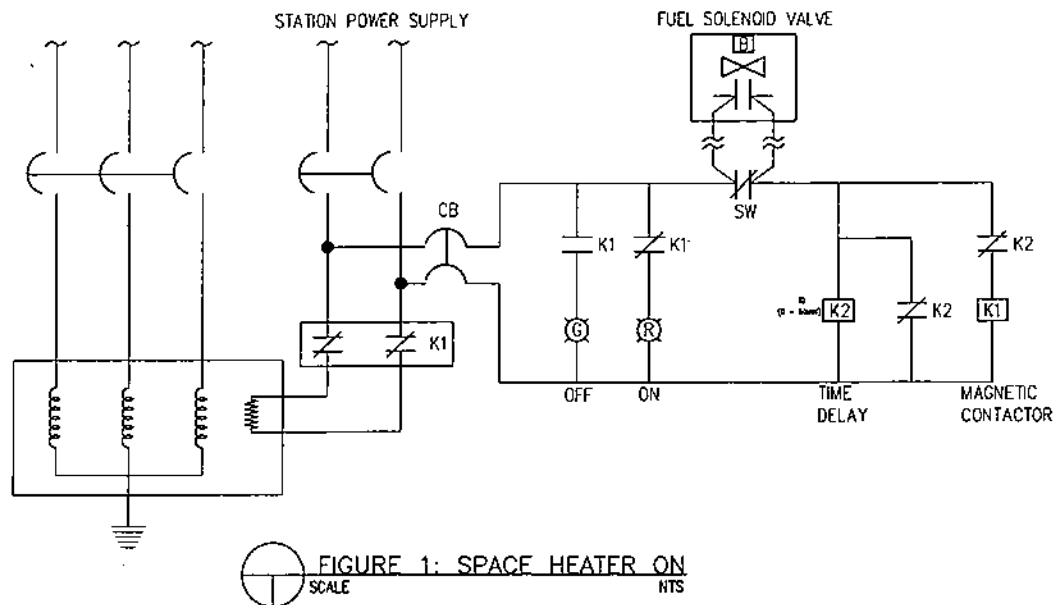 STATION POWER SUPPLY
FUEL SOLENOID VALVE
B
CB
SW
K1
K1
K2
K1
G
R
K2
K2
K1
OFF
ON
TIME
DELAY
MAGNETIC
CONTACTOR
FIGURE 1: SPACE HEATER ON
SCALE
NTS